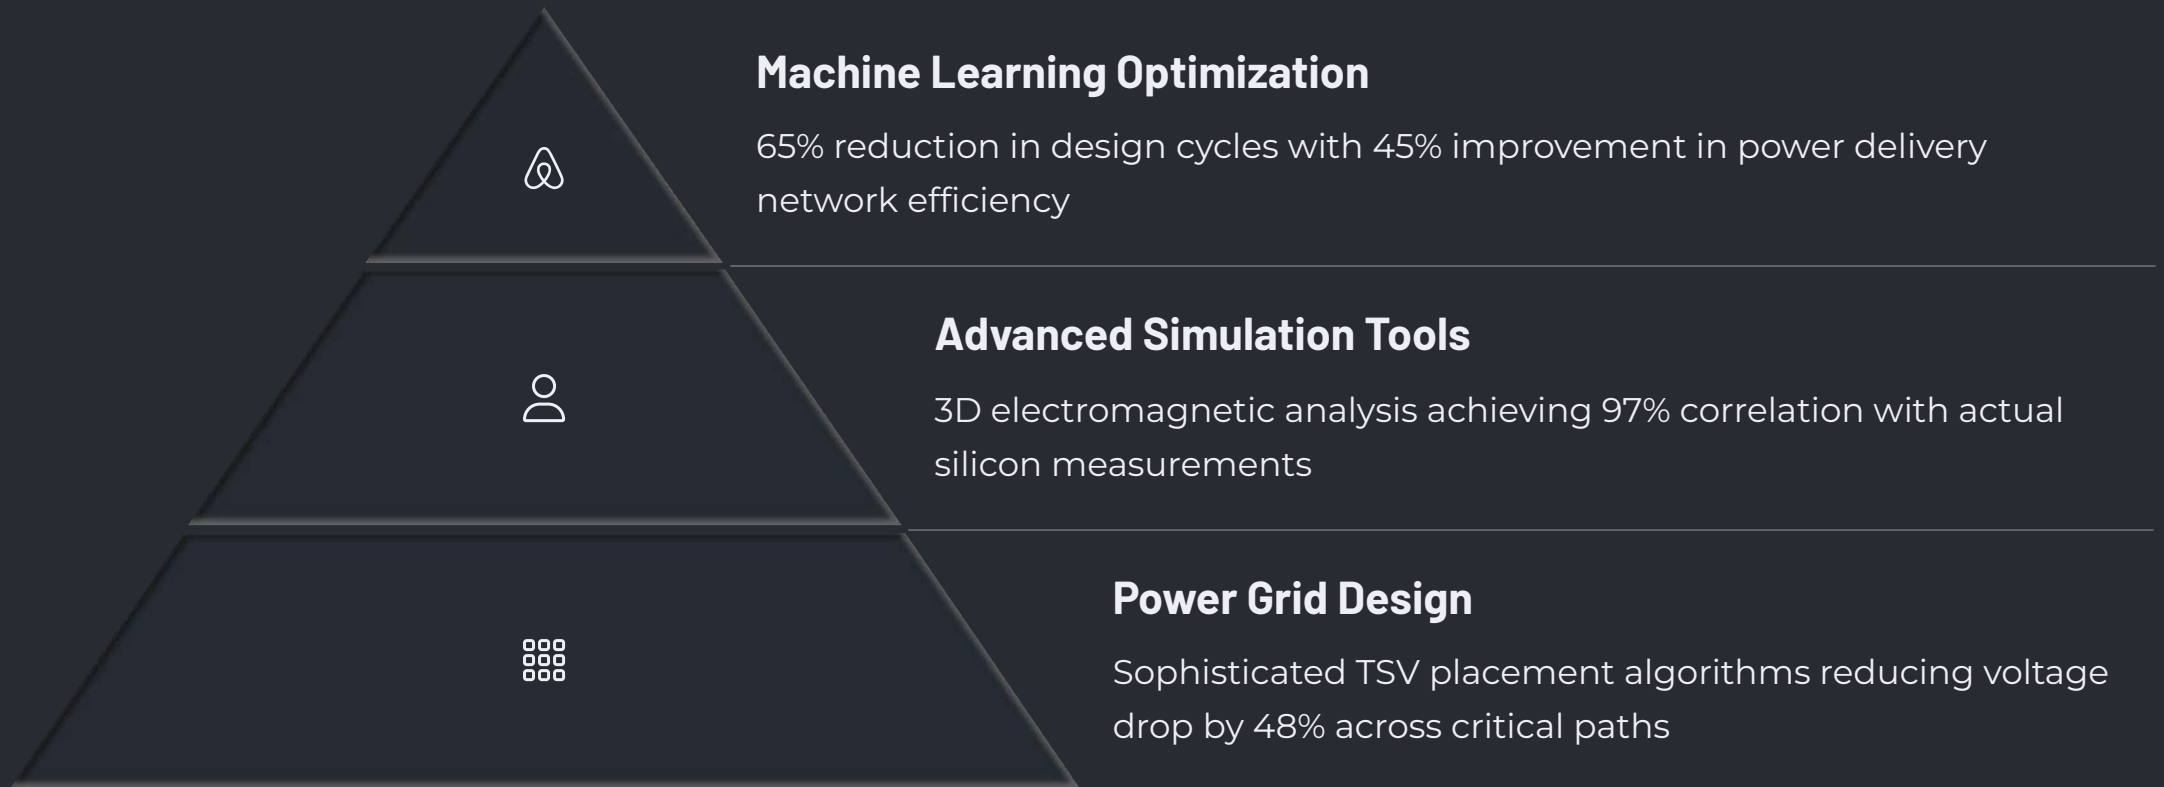 Machine Learning Optimization
65% reduction in design cycles with 45% improvement in power delivery
network efficiency
Advanced Simulation Tools
3D electromagnetic analysis achieving 97% correlation with actual
silicon measurements
Power Grid Design
Sophisticated TSV placement algorithms reducing voltage
drop by 48% across critical paths